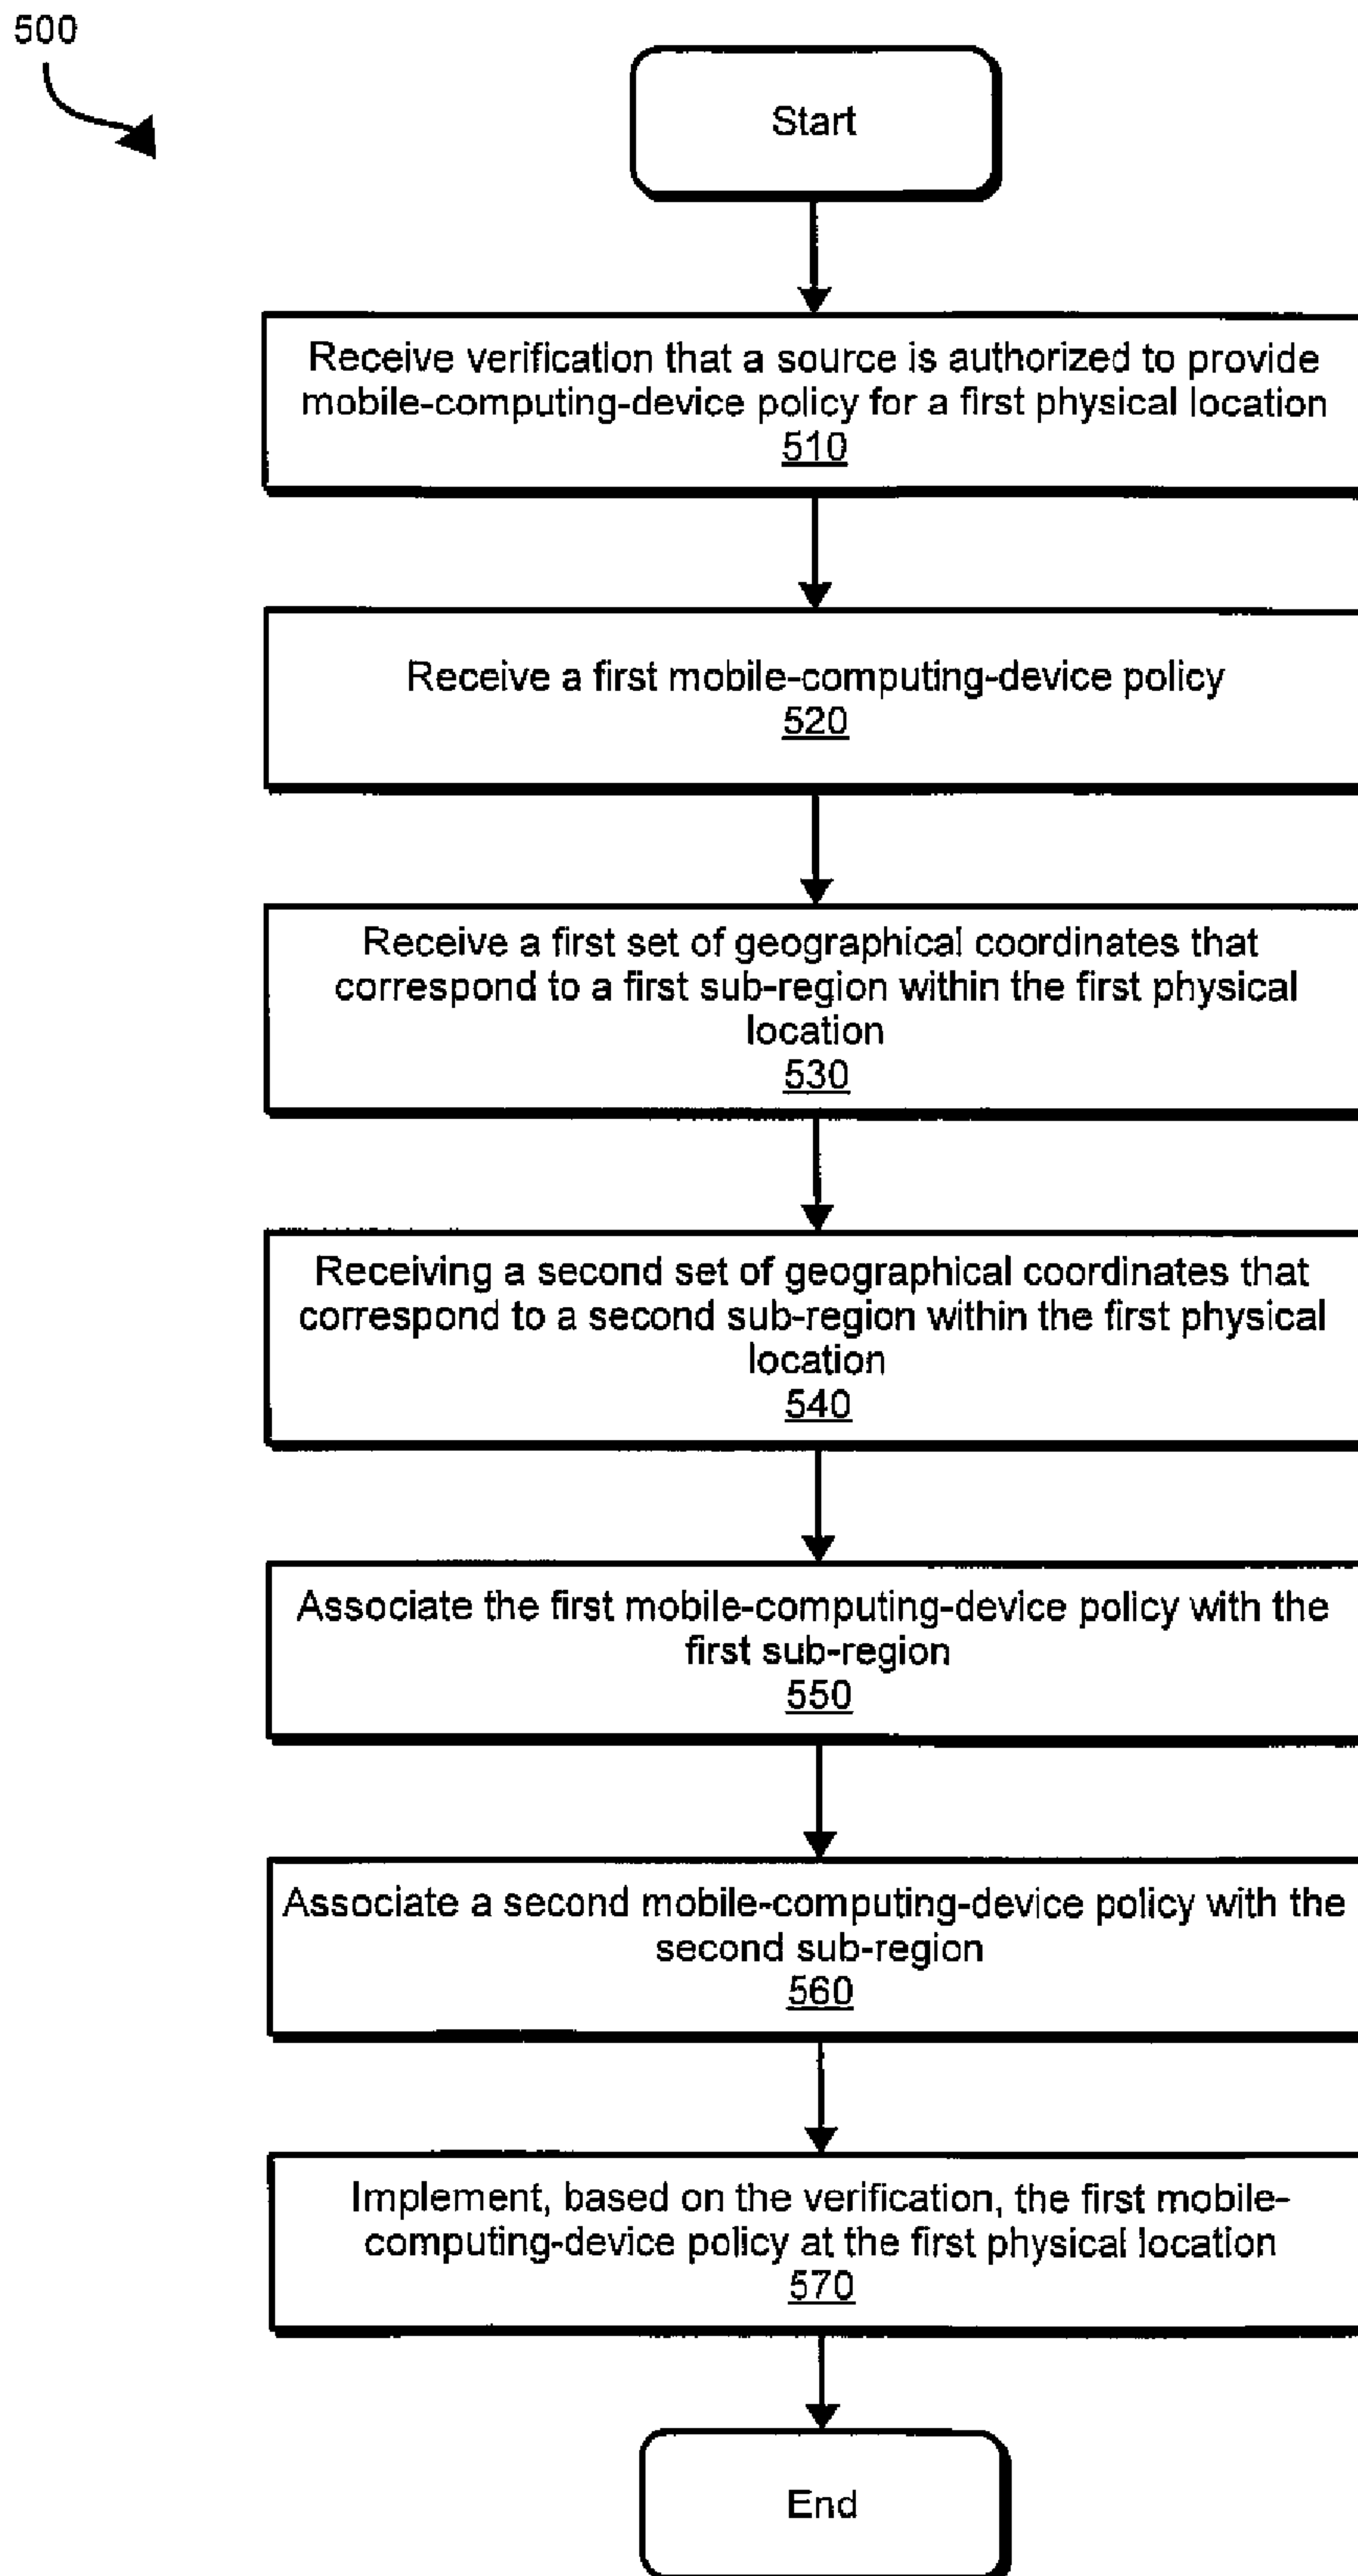 500
Start
Receive verification that a source is authorized to provide
mobile-computing-device policy for a first physical location
510
Receive a first mobile-computing-device policy
520
Receive a first set of geographical coordinates that
correspond to a first sub-region within the first physical
location
530
Receiving a second set of geographical coordinates that
correspond to a second sub-region within the first physical
location
540
Associate the first mobile-computing-device policy with the
first sub-region
550
Associate a second mobile-computing-device policy with the
second sub-region
560
Implement, based on the verification, the first mobile-
computing-device policy at the first physical location
570
End